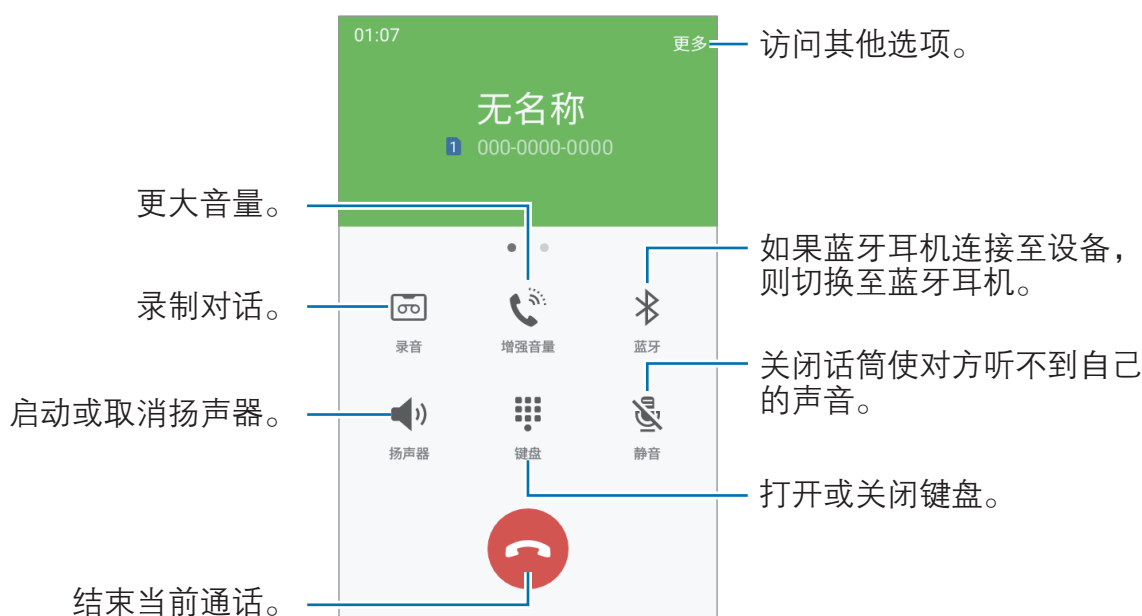 01:07
更多
访问其他选项。
无名称
1 000-0000-0000
更大音量。
如果蓝牙耳机连接至设备，
则切换至蓝牙耳机。
录制对话。
录音
增强音量
蓝牙
关闭话筒使对方听不到自己
的声音。
启动或取消扬声器。
扬声器
键盘
静音
打开或关闭键盘。
结束当前通话。